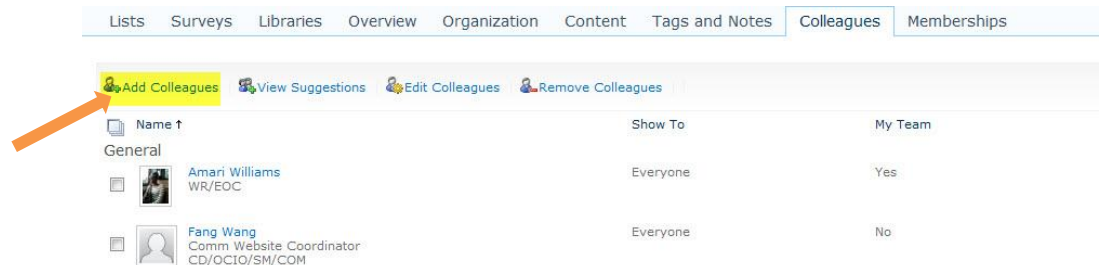 Lists Surveys Libraries Overview Organization Content Tags and Notes Colleagues Memberships
Add Colleagues View Suggestions Edit Colleagues Remove Colleagues
Name ↑ Show To My Team
General
Amari Williams Everyone Yes
WR/EOC
Fang Wang Everyone No
Comm Website Coordinator
CD/OCIO/SM/COM